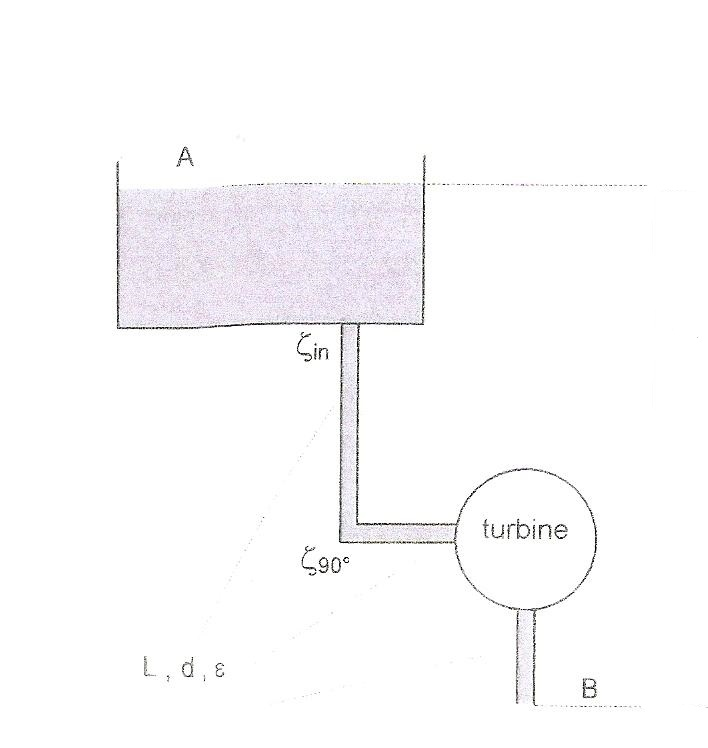 A
ζin
turbine
ζ90°
L , d , ε
B